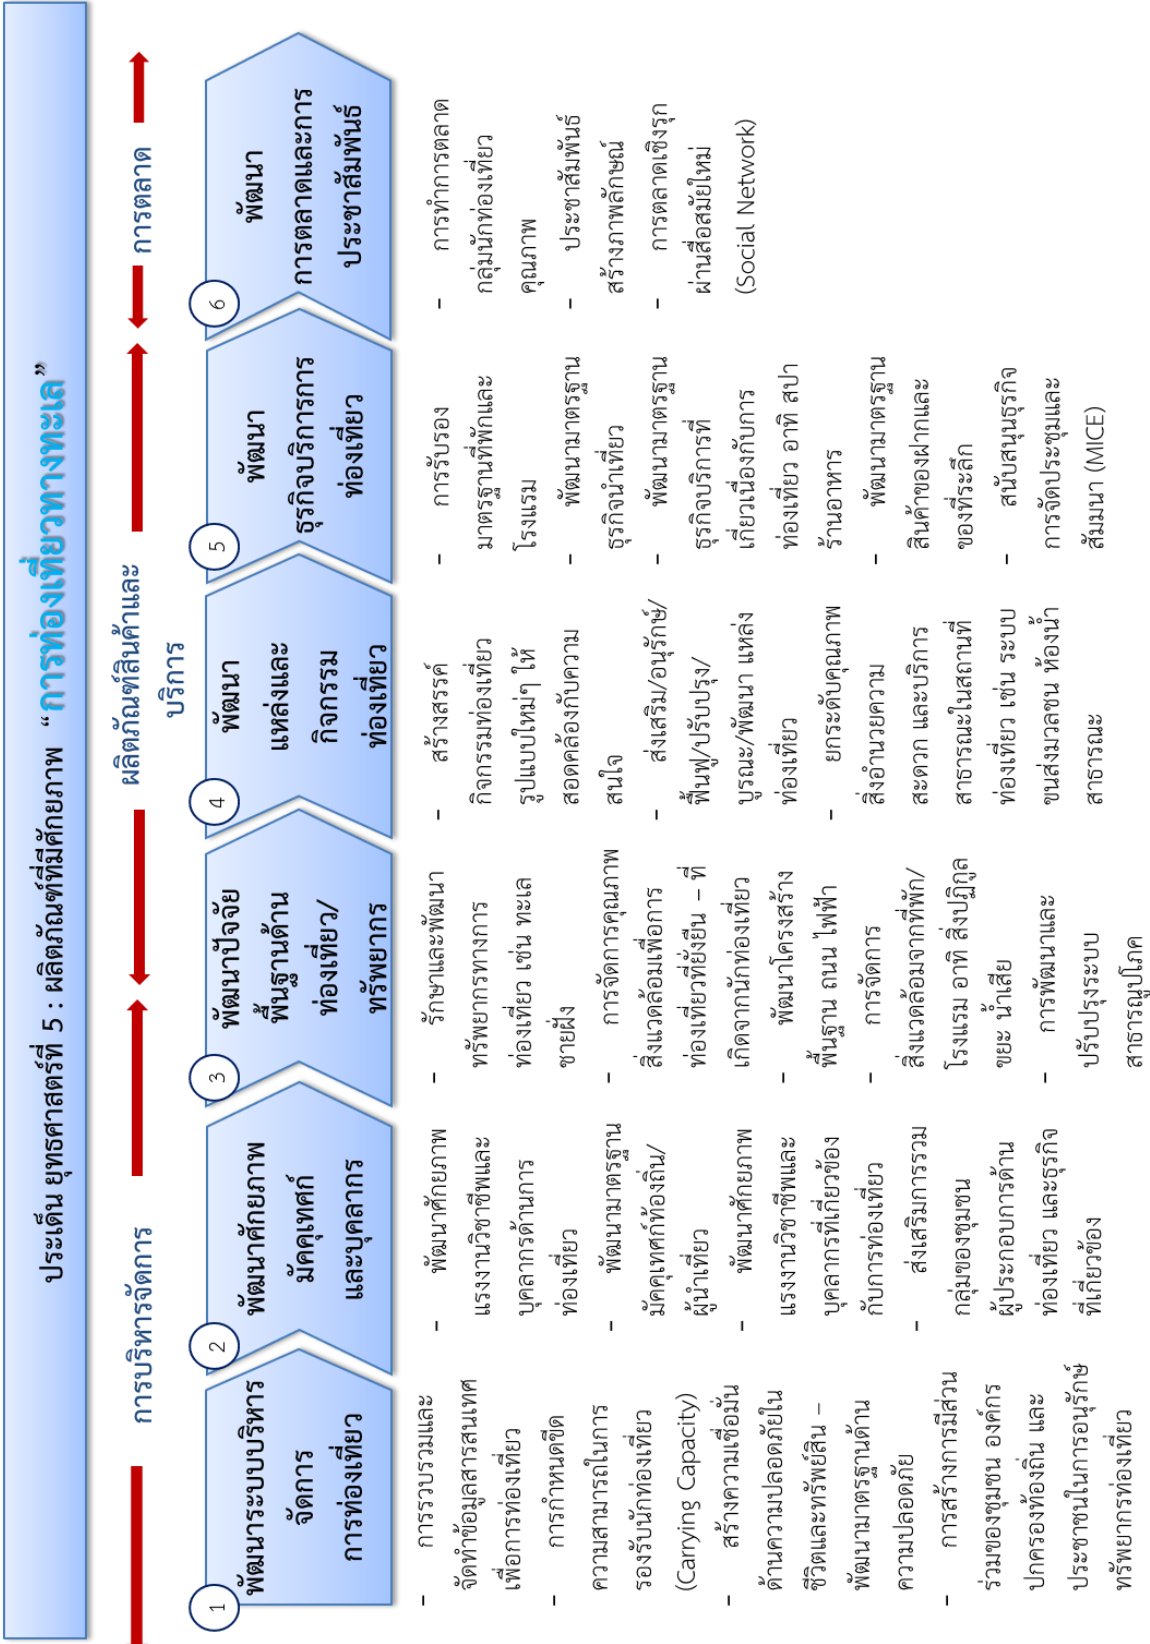 ประเด็น ยุทธศาสตร์ที่ 5 : ผลิตภัณฑ์ที่มีศักยภาพ “การท่องเที่ยวทางทะเล”
การบริหารจัดการ
ผลิตภัณฑ์สินค้าและ
บริการ
การตลาด
1
พัฒนาระบบบริหาร
จัดการ
การท่องเที่ยว
- การรวบรวมและ
จัดทำข้อมูลสารสนเทศ
เพื่อการท่องเที่ยว
- การกำหนดขีด
ความสามารถในการ
รองรับนักท่องเที่ยว
(Carrying Capacity)
- สร้างความเชื่อมั่น
ด้านความปลอดภัยใน
ชีวิตและทรัพย์สิน –
พัฒนามาตรฐานด้าน
ความปลอดภัย
- การสร้างการมีส่วน
ร่วมของชุมชน องค์กร
ปกครองท้องถิ่น และ
ประชาชนในการอนุรักษ์
ทรัพยากรท่องเที่ยว
2
พัฒนาศักยภาพ
มัคคุเทศก์
และบุคลากร
- พัฒนาศักยภาพ
แรงงานวิชาชีพและ
บุคลากรด้านการ
ท่องเที่ยว
- พัฒนามาตรฐาน
มัคคุเทศก์ท้องถิ่น/
ผู้นำเที่ยว
- พัฒนาศักยภาพ
แรงงานวิชาชีพและ
บุคลากรที่เกี่ยวข้อง
กับการท่องเที่ยว
- ส่งเสริมการรวม
กลุ่มของชุมชน
ผู้ประกอบการด้าน
ท่องเที่ยว และธุรกิจ
ที่เกี่ยวข้อง
3
พัฒนาปัจจัย
พื้นฐานด้าน
ท่องเที่ยว/
ทรัพยากร
- รักษาและพัฒนา
ทรัพยากรทางการ
ท่องเที่ยว เช่น ทะเล
ชายฝั่ง
- การจัดการคุณภาพ
สิ่งแวดล้อมเพื่อการ
ท่องเที่ยวที่ยั่งยืน – ที่
เกิดจากนักท่องเที่ยว
- พัฒนาโครงสร้าง
พื้นฐาน ถนน ไฟฟ้า
- การจัดการ
สิ่งแวดล้อมจากที่พัก/
โรงแรม อาทิ สิ่งปฏิกูล
ขยะ น้ำเสีย
- การพัฒนาและ
ปรับปรุงระบบ
สาธารณูปโภค
4
พัฒนา
แหล่งและ
กิจกรรม
ท่องเที่ยว
- สร้างสรรค์
กิจกรรมท่องเที่ยว
รูปแบบใหม่ๆ ให้
สอดคล้องกับความ
สนใจ
- ส่งเสริม/อนุรักษ์/
ฟื้นฟู/ปรับปรุง/
บูรณะ/พัฒนา แหล่ง
ท่องเที่ยว
- ยกระดับคุณภาพ
สิ่งอำนวยความ
สะดวก และบริการ
สาธารณะในสถานที่
ท่องเที่ยว เช่น ระบบ
ขนส่งมวลชน ห้องน้ำ
สาธารณะ
5
พัฒนา
ธุรกิจบริการการ
ท่องเที่ยว
- การรับรอง
มาตรฐานที่พักและ
โรงแรม
- พัฒนามาตรฐาน
ธุรกิจนำเที่ยว
- พัฒนามาตรฐาน
ธุรกิจบริการที่
เกี่ยวเนื่องกับการ
ท่องเที่ยว อาทิ สปา
ร้านอาหาร
- พัฒนามาตรฐาน
สินค้าของฝากและ
ของที่ระลึก
- สนับสนุนธุรกิจ
การจัดประชุมและ
สัมมนา (MICE)
6
พัฒนา
การตลาดและการ
ประชาสัมพันธ์
- การทำการตลาด
กลุ่มนักท่องเที่ยว
คุณภาพ
- ประชาสัมพันธ์
สร้างภาพลักษณ์
- การตลาดเชิงรุก
ผ่านสื่อสมัยใหม่
(Social Network)